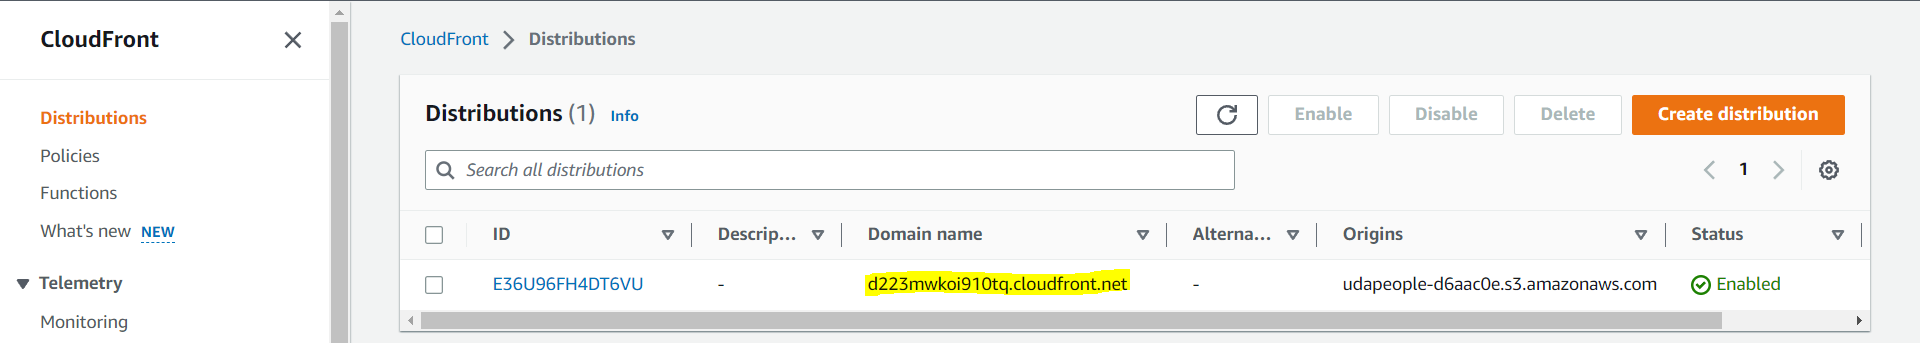 CloudFront
Distributions
Policies
Functions
What's new NEW
Telemetry
Monitoring
CloudFront Distributions
Distributions (1) Info
Enable Disable Delete Create distribution
Search all distributions
1
ID Descrip... Domain name Alterna... Origins Status
E36U96FH4DT6VU - d223mwkoi910tq.cloudfront.net - udapeople-d6aac0e.s3.amazonaws.com Enabled